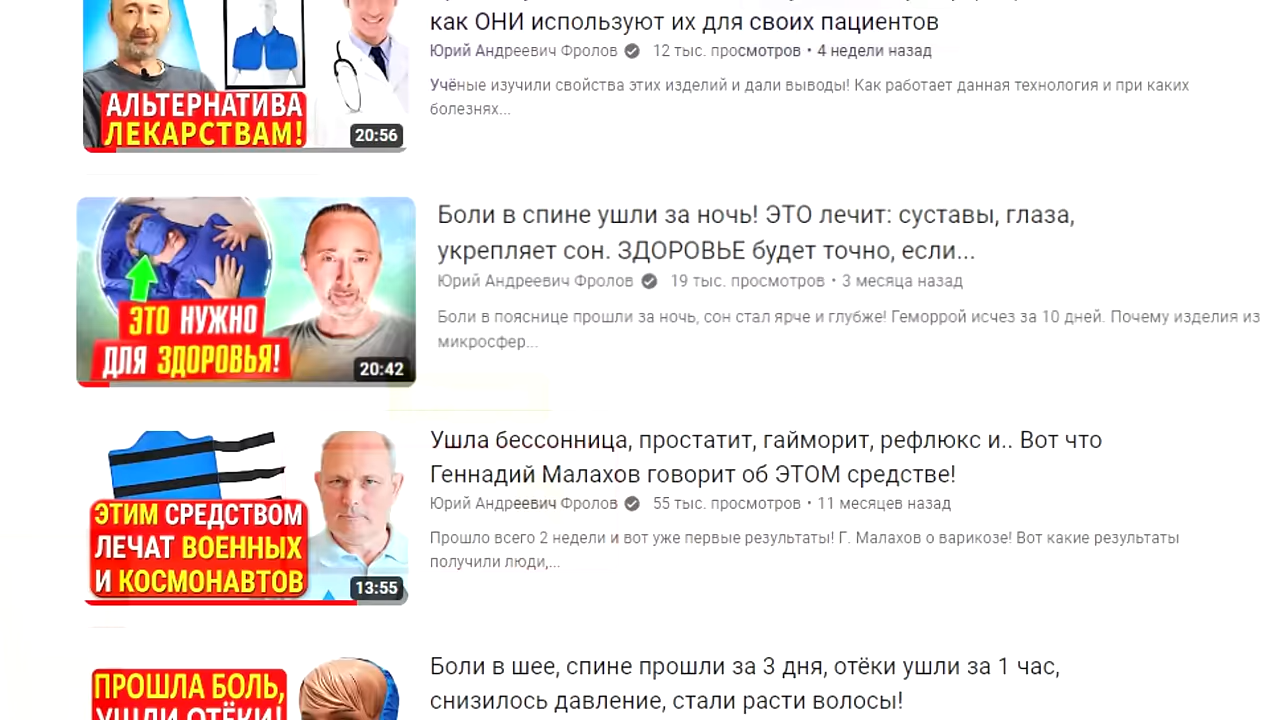 как ОНИ используют их для своих пациентов
Юрий Андреевич Фролов 12 тыс. просмотров • 4 недели назад
Учёные изучили свойства этих изделий и дали выводы! Как работает данная технология и при каких
болезнях...
АЛЬТЕРНАТИВА
ЛЕКАРСТВАМ!
20:56
Боли в спине ушли за ночь! ЭТО лечит: суставы, глаза,
укрепляет сон. ЗДОРОВЬЕ будет точно, если...
Юрий Андреевич Фролов 19 тыс. просмотров • 3 месяца назад
Боли в пояснице прошли за ночь, сон стал ярче и глубже! Геморрой исчез за 10 дней. Почему изделия из
микросфер...
ЭТО НУЖНО
ДЛЯ ЗДОРОВЬЯ!
20:42
Ушла бессонница, простатит, гайморит, рефлюкс и.. Вот что
Геннадий Малахов говорит об ЭТОМ средстве!
Юрий Андреевич Фролов 55 тыс. просмотров • 11 месяцев назад
Прошло всего 2 недели и вот уже первые результаты! Г. Малахов о варикозе! Вот какие результаты
получили люди,...
ЭТИМ СРЕДСТВОМ
ЛЕЧАТ ВОЕННЫХ
И КОСМОНАВТОВ
13:55
Боли в шее, спине прошли за 3 дня, отёки ушли за 1 час,
снизилось давление, стали расти волосы!
ПРОШЛА БОЛЬ,
УШЛИ ОТЁКИ!